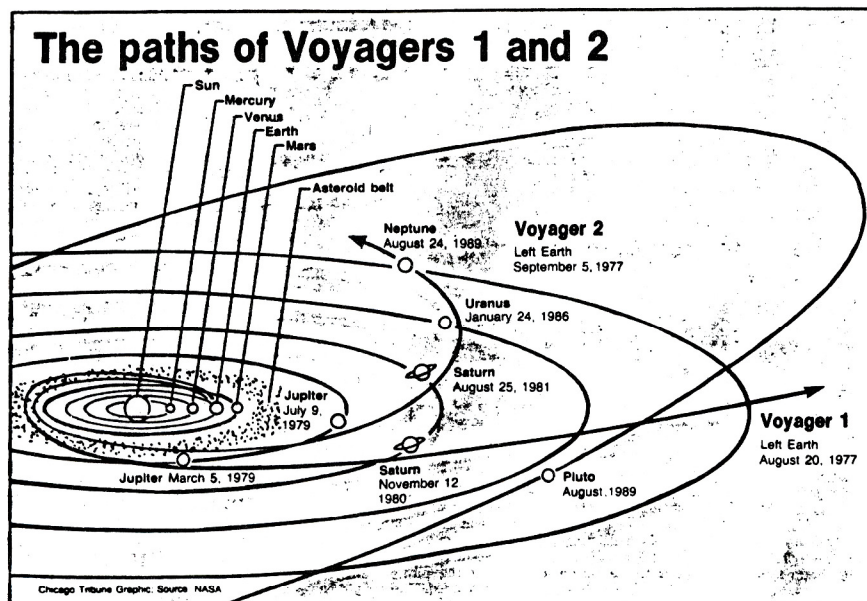 The paths of Voyagers 1 and 2
Sun
Mercury
Venus
Earth
Mars
Asteroid belt
Neptune
August 24, 1989
Voyager 2
Left Earth
September 5, 1977
Uranus
January 24, 1986
Saturn
August 25, 1981
Jupiter
July 9,
1979
Voyager 1
Left Earth
August 20, 1977
Jupiter March 5, 1979
Saturn
November 12
1980
Pluto
August, 1989
Chicago Tribune Graphic; Source NASA